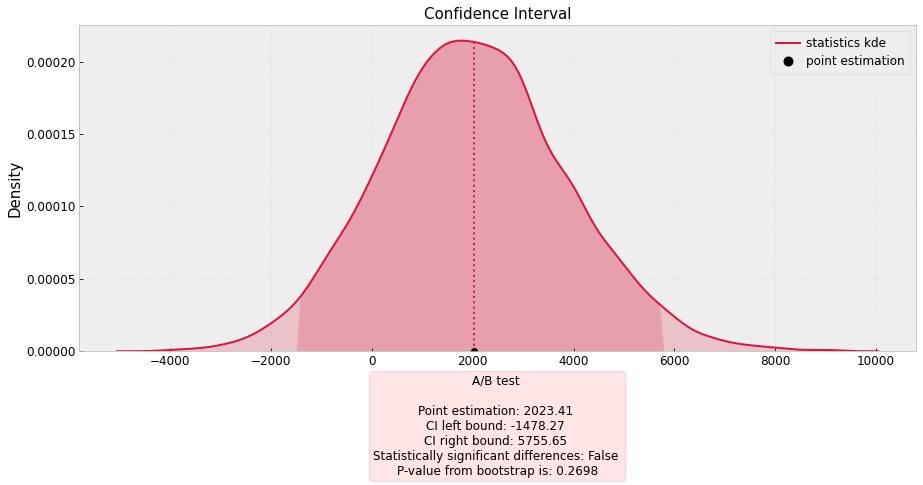 Confidence Interval
statistics kde
point estimation
Density
0.00020
0.00015
0.00010
0.00005
0.00000
−4000 −2000 0 2000 4000 6000 8000 10000
A/B test
Point estimation: 2023.41
CI left bound: -1478.27
CI right bound: 5755.65
Statistically significant differences: False
P-value from bootstrap is: 0.2698